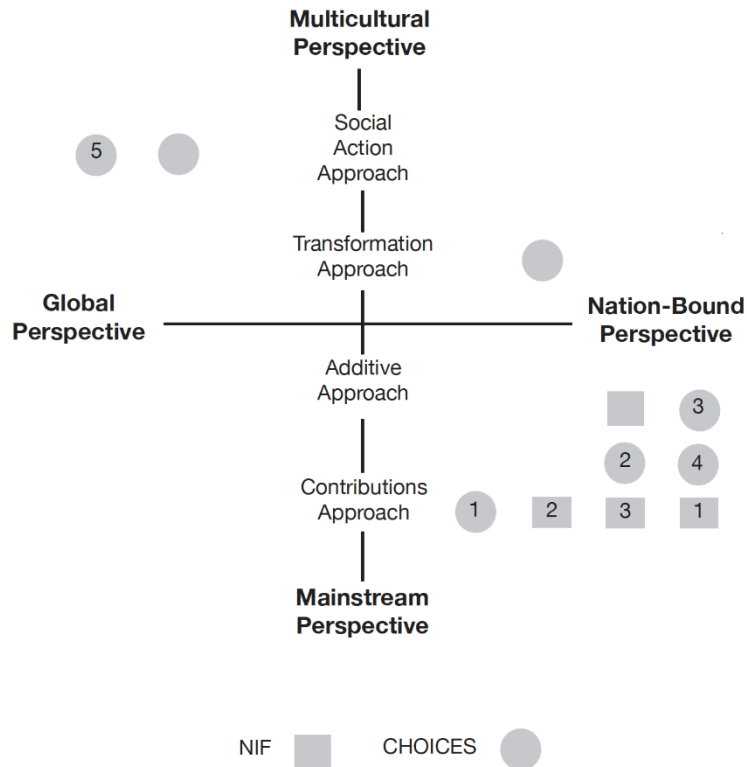 Multicultural
Perspective
Social
Action
Approach
5
Transformation
Approach
Global
Perspective
Nation-Bound
Perspective
Additive
Approach
3
2
4
Contributions
Approach
1
2
3
1
Mainstream
Perspective
NIF
CHOICES